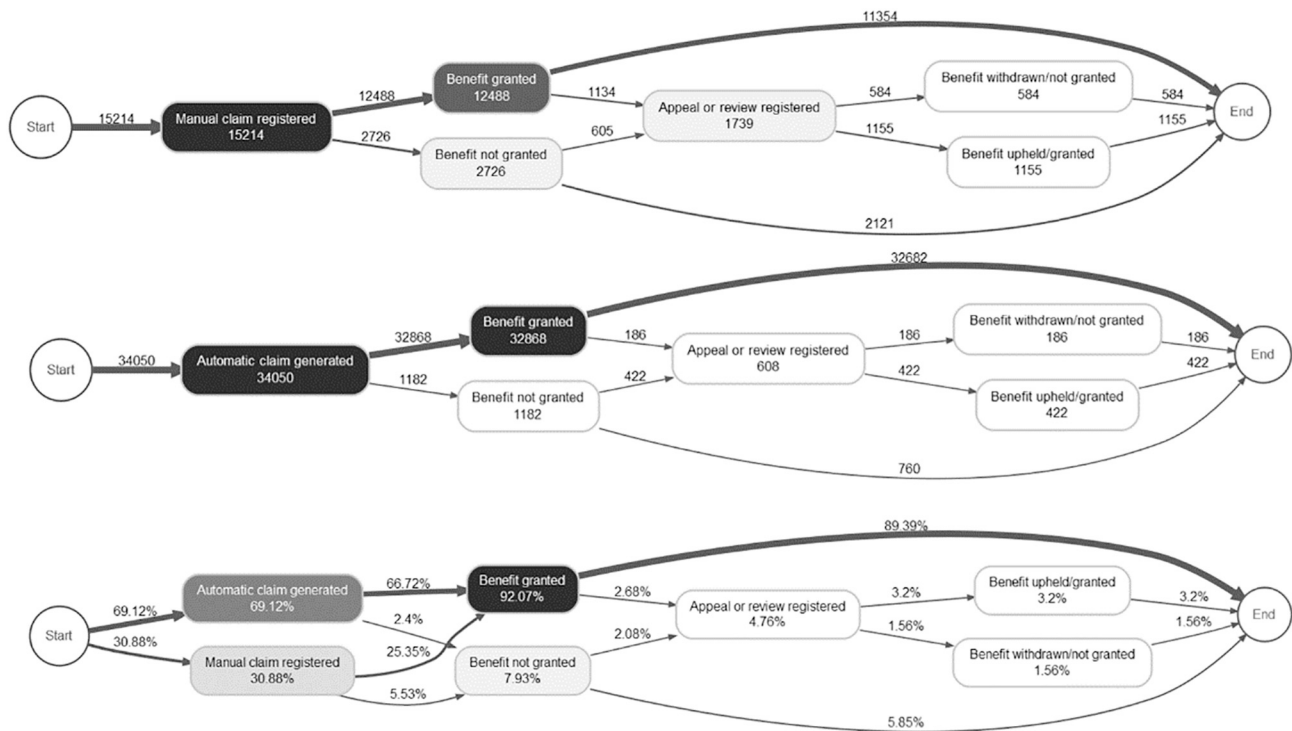 11354
Benefit granted
12488
12488
1134
Benefit withdrawn/not granted
584
584
584
Start
15214
Manual claim registered
15214
Appeal or review registered
1739
End
2726
605
1155
1155
Benefit not granted
2726
Benefit upheld/granted
1155
2121
32682
Benefit granted
32868
32868
186
Benefit withdrawn/not granted
186
186
186
Start
34050
Automatic claim generated
34050
Appeal or review registered
608
End
1182
422
422
422
Benefit not granted
1182
Benefit upheld/granted
422
760
89.39%
Automatic claim generated
69.12%
66.72%
Benefit granted
92.07%
2.68%
Benefit upheld/granted
3.2%
3.2%
3.2%
69.12%
Start
2.4%
Appeal or review registered
4.76%
End
30.88%
2.08%
1.56%
1.56%
Manual claim registered
30.88%
25.35%
Benefit not granted
7.93%
Benefit withdrawn/not granted
1.56%
5.53%
5.85%